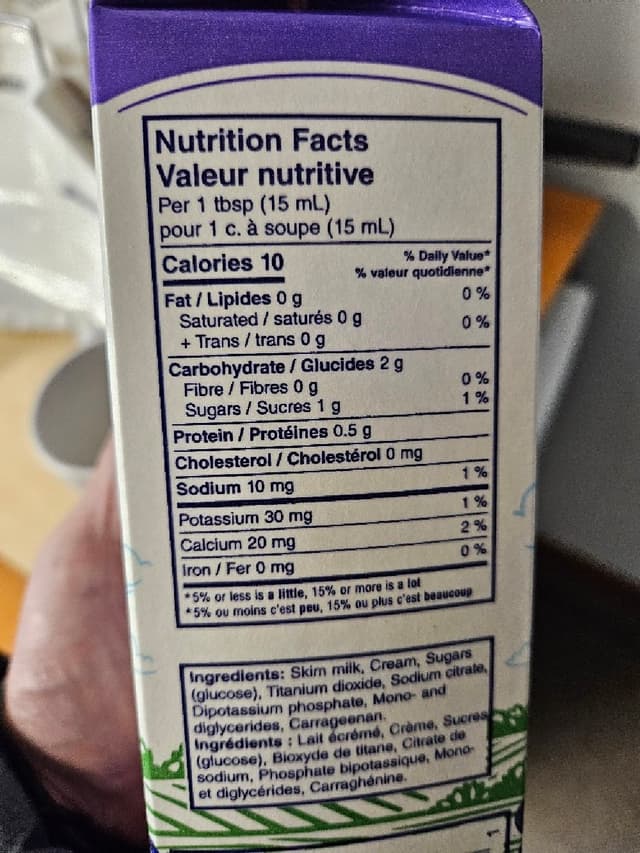 Nutrition Facts
Valeur nutritive
Per 1 tbsp (15 mL)
pour 1 c. à soupe (15 mL)
Calories 10
% Daily Value*
% valeur quotidienne*
Fat / Lipides 0 g 0 %
Saturated / saturés 0 g 0 %
+ Trans / trans 0 g
Carbohydrate / Glucides 2 g
Fibre / Fibres 0 g 0 %
Sugars / Sucres 1 g 1 %
Protein / Protéines 0.5 g
Cholesterol / Cholestérol 0 mg
Sodium 10 mg 1 %
Potassium 30 mg 1 %
Calcium 20 mg 2 %
Iron / Fer 0 mg 0 %
*5% or less is a little, 15% or more is a lot
*5% ou moins c'est peu, 15% ou plus c'est beaucoup
Ingredients: Skim milk, Cream, Sugars
(glucose), Titanium dioxide, Sodium citrate,
Dipotassium phosphate, Mono- and
diglycerides, Carrageenan.
Ingrédients : Lait écrémé, Crème, Sucres
(glucose), Bioxyde de titane, Citrate de
sodium, Phosphate bipotassique, Mono-
et diglycérides, Carraghénine.
1